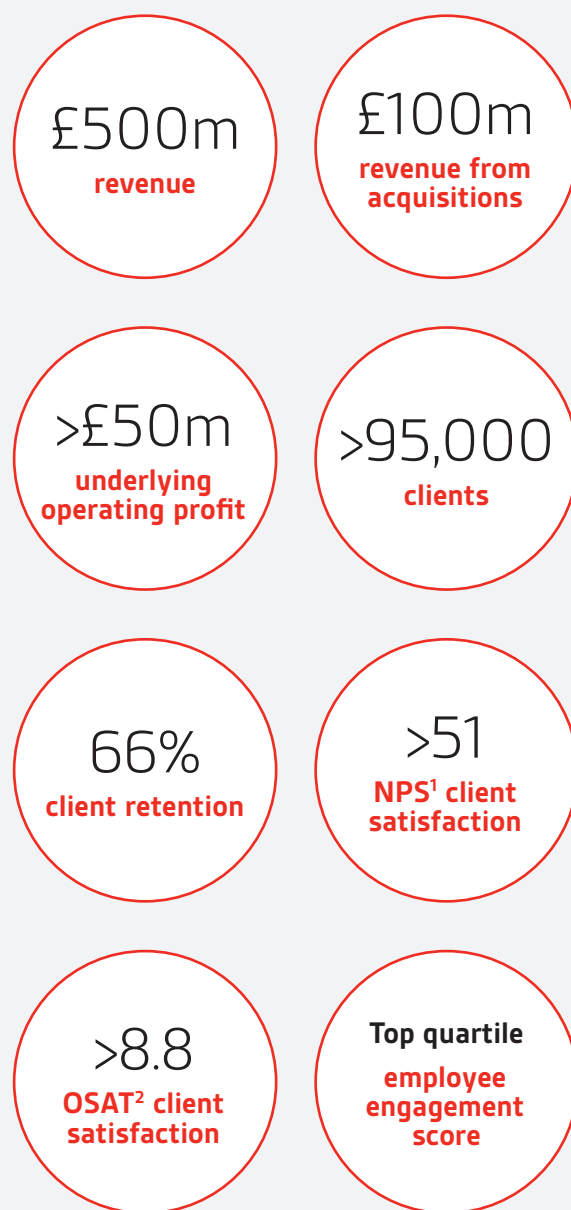 £500m
revenue
£100m
revenue from
acquisitions
>£50m
underlying
operating profit
>95,000
clients
66%
client retention
>51
NPS¹ client
satisfaction
>8.8
OSAT² client
satisfaction
Top quartile
employee
engagement
score